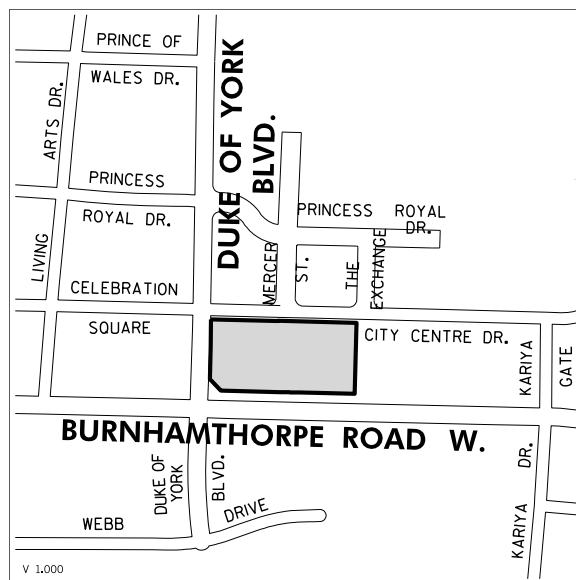 PRINCE OF
WALES DR.
ARTS DR.
LIVING
DUKE OF YORK
BLVD.
PRINCESS
ROYAL DR.
PRINCESS ROYAL
DR.
MERCER
ST.
THE
EXCHANGE
CELEBRATION
SQUARE
CITY CENTRE DR.
KARIYA
GATE
BURNHAMTHORPE ROAD W.
DUKE OF
YORK
BLVD.
KARIYA
DR.
WEBB
DRIVE
V 1.000